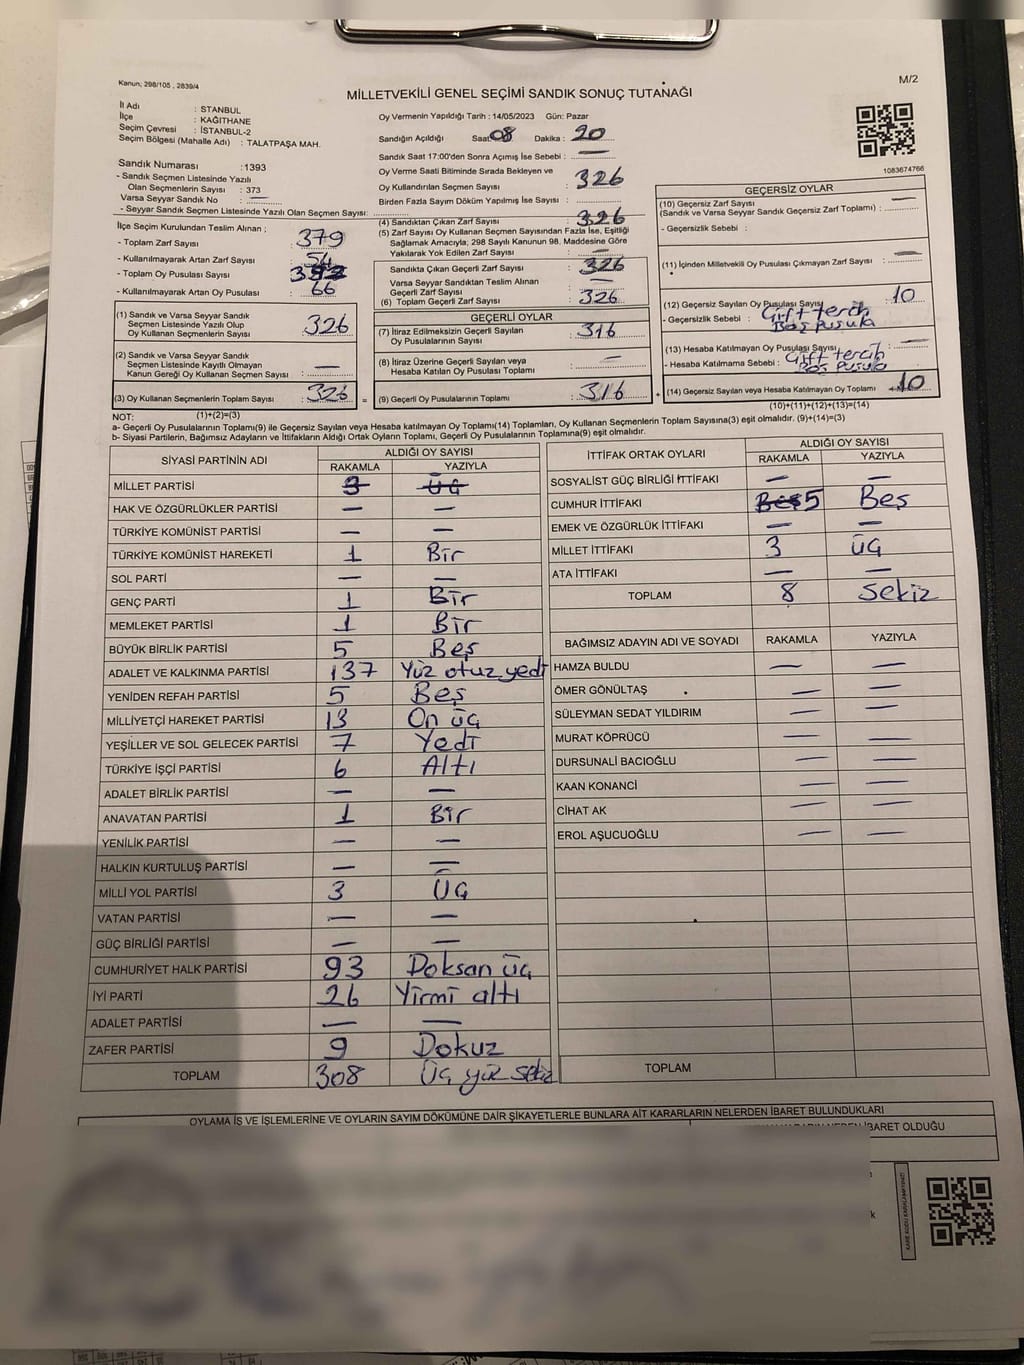 Kanun; 298/105 , 2839/4
M/2
MİLLETVEKİLİ GENEL SEÇİMİ SANDIK SONUÇ TUTANAĞI
İl Adı : STANBUL
İlçe : KAĞITHANE
Seçim Çevresi : İSTANBUL-2
Seçim Bölgesi (Mahalle Adı) : TALATPAŞA MAH.
Sandık Numarası : 1393
- Sandık Seçmen Listesinde Yazılı
Olan Seçmenlerin Sayısı : 373
Varsa Seyyar Sandık No : —
- Seyyar Sandık Seçmen Listesinde Yazılı Olan Seçmen Sayısı:
Oy Vermenin Yapıldığı Tarih : 14/05/2023 Gün: Pazar
Sandığın Açıldığı Saat: 08 Dakika : 20
Sandık Saat 17:00'den Sonra Açımış İse Sebebi : —
Oy Verme Saati Bitiminde Sırada Bekleyen ve
Oy Kullandırılan Seçmen Sayısı : 326
Birden Fazla Sayım Döküm Yapılmış İse Sayısı :
1083674766
İlçe Seçim Kurulundan Teslim Alınan ;
- Toplam Zarf Sayısı : 379
- Kullanılmayarak Artan Zarf Sayısı : 54
- Toplam Oy Pusulası Sayısı :
- Kullanılmayarak Artan Oy Pusulası : 66
(1) Sandık ve Varsa Seyyar Sandık
Seçmen Listesinde Yazılı Olup
Oy Kullanan Seçmenlerin Sayısı : 326
(2) Sandık ve Varsa Seyyar Sandık
Seçmen Listesinde Kayıtlı Olmayan
Kanun Gereği Oy Kullanan Seçmen Sayısı : —
(3) Oy Kullanan Seçmenlerin Toplam Sayısı : 326 =
(4) Sandıktan Çıkan Zarf Sayısı : 326
(5) Zarf Sayısı Oy Kullanan Seçmen Sayısından Fazla İse, Eşitliği
Sağlamak Amacıyla; 298 Sayılı Kanunun 98. Maddesine Göre
Yakılarak Yok Edilen Zarf Sayısı : —
Sandıkta Çıkan Geçerli Zarf Sayısı : 326
Varsa Seyyar Sandıktan Teslim Alınan
Geçerli Zarf Sayısı : —
(6) Toplam Geçerli Zarf Sayısı : 326
GEÇERLİ OYLAR
(7) İtiraz Edilmeksizin Geçerli Sayılan
Oy Pusulasının Sayısı : 316
(8) İtiraz Üzerine Geçerli Sayılan veya
Hesaba Katılan Oy Pusulası Toplamı : —
(9) Geçerli Oy Pusulalarının Toplamı : 316 +
GEÇERSİZ OYLAR
(10) Geçersiz Zarf Sayısı
(Sandık ve Varsa Seyyar Sandık Geçersiz Zarf Toplamı) : —
- Geçersizlik Sebebi :
(11) İçinden Milletvekili Oy Pusulası Çıkmayan Zarf Sayısı : —
(12) Geçersiz Sayılan Oy Pusulası Sayısı : 10
- Geçersizlik Sebebi : Çift tercih
Boş pusula
(13) Hesaba Katılmayan Oy Pusulası Sayısı : —
- Hesaba Katılmama Sebebi : Çift tercih
Boş Pusula
(14) Geçersiz Sayılan veya Hesaba Katılmayan Oy Toplamı : 10
NOT: (1)+(2)=(3)
(10)+(11)+(12)+(13)=(14)
a- Geçerli Oy Pusulalarının Toplamı(9) ile Geçersiz Sayılan veya Hesaba katılmayan Oy Toplamı(14) Toplamları, Oy Kullanan Seçmenlerin Toplam Sayısına(3) eşit olmalıdır. (9)+(14)=(3)
b- Siyasi Partilerin, Bağımsız Adayların ve İttifakların Aldığı Ortak Oyların Toplamı, Geçerli Oy Pusulalarının Toplamına(9) eşit olmalıdır.
SİYASİ PARTİNİN ADI ALDIĞI OY SAYISI
RAKAMLA YAZIYLA
MİLLET PARTİSİ 3 Üç
HAK VE ÖZGÜRLÜKLER PARTİSİ — —
TÜRKİYE KOMÜNİST PARTİSİ — —
TÜRKİYE KOMÜNİST HAREKETİ 1 Bir
SOL PARTİ — —
GENÇ PARTİ 1 Bir
MEMLEKET PARTİSİ 1 Bir
BÜYÜK BİRLİK PARTİSİ 5 Beş
ADALET VE KALKINMA PARTİSİ 137 Yüz otuz yedi
YENİDEN REFAH PARTİSİ 5 Beş
MİLLİYETÇİ HAREKET PARTİSİ 13 On üç
YEŞİLLER VE SOL GELECEK PARTİSİ 7 Yedi
TÜRKİYE İŞÇİ PARTİSİ 6 Altı
ADALET BİRLİK PARTİSİ — —
ANAVATAN PARTİSİ 1 Bir
YENİLİK PARTİSİ — —
HALKIN KURTULUŞ PARTİSİ — —
MİLLİ YOL PARTİSİ 3 Üç
VATAN PARTİSİ — —
GÜÇ BİRLİĞİ PARTİSİ — —
CUMHURİYET HALK PARTİSİ 93 Doksan üç
İYİ PARTİ 26 Yirmi altı
ADALET PARTİSİ — —
ZAFER PARTİSİ 9 Dokuz
TOPLAM 308 Üç yüz sekiz
İTTİFAK ORTAK OYLARI ALDIĞI OY SAYISI
RAKAMLA YAZIYLA
SOSYALİST GÜÇ BİRLİĞİ İTTİFAKI — —
CUMHUR İTTİFAKI Beş 5 Beş
EMEK VE ÖZGÜRLÜK İTTİFAKI — —
MİLLET İTTİFAKI 3 üç
ATA İTTİFAKI — —
TOPLAM 8 sekiz
BAĞIMSIZ ADAYIN ADI VE SOYADI RAKAMLA YAZIYLA
HAMZA BULDU — —
ÖMER GÖNÜLTAŞ — —
SÜLEYMAN SEDAT YILDIRIM — —
MURAT KÖPRÜCÜ — —
DURSUNALİ BACIOĞLU — —
KAAN KONANCİ — —
CİHAT AK — —
EROL AŞUCUOĞLU — —
TOPLAM
OYLAMA İŞ VE İŞLEMLERİNE VE OYLARIN SAYIM DÖKÜMÜNE DAİR ŞİKAYETLERLE BUNLARA AİT KARARLARIN NELERDEN İBARET BULUNDUKLARI
İBARET OLDUĞU